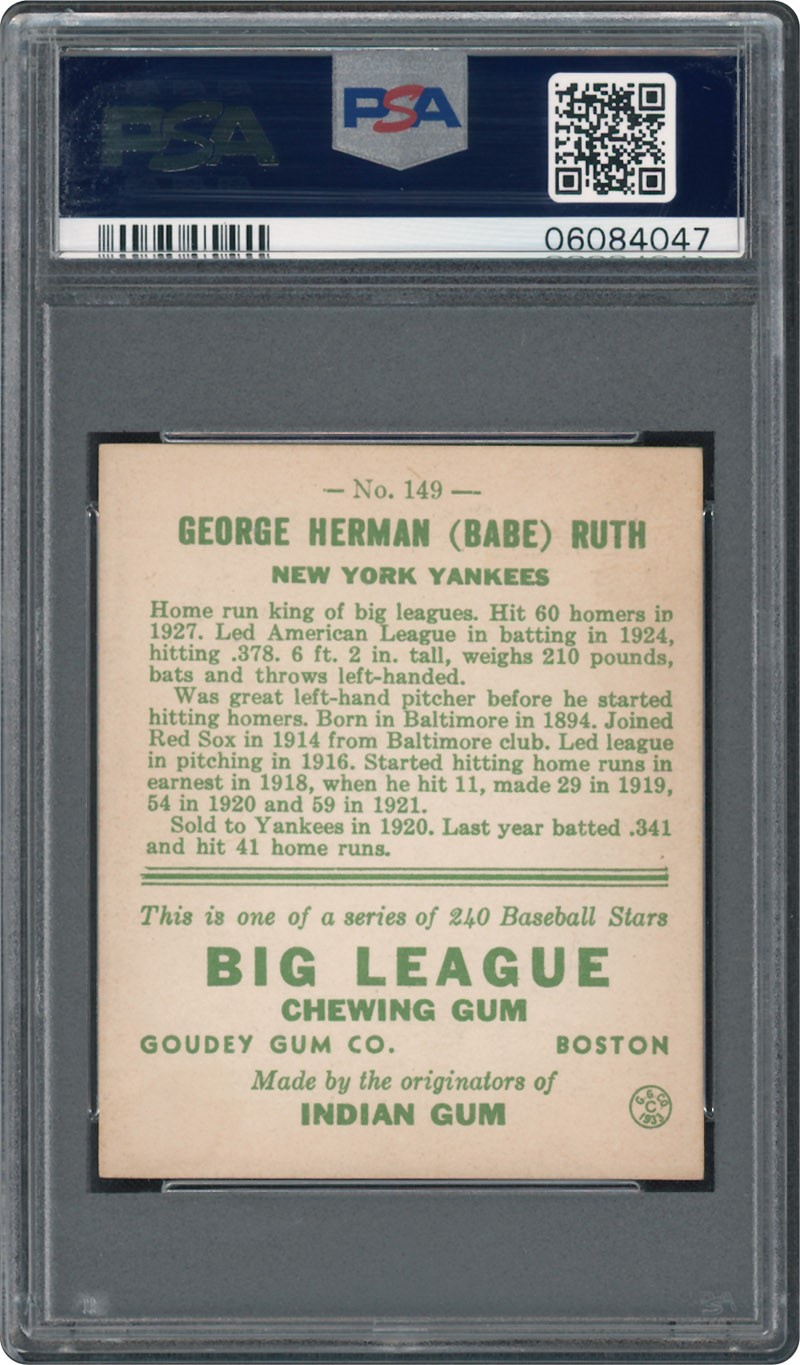 PSA
PSA
06084047
— No. 149 —
GEORGE HERMAN (BABE) RUTH
NEW YORK YANKEES
Home run king of big leagues. Hit 60 homers in
1927. Led American League in batting in 1924,
hitting .378. 6 ft. 2 in. tall, weighs 210 pounds,
bats and throws left-handed.
Was great left-hand pitcher before he started
hitting homers. Born in Baltimore in 1894. Joined
Red Sox in 1914 from Baltimore club. Led league
in pitching in 1916. Started hitting home runs in
earnest in 1918, when he hit 11, made 29 in 1919,
54 in 1920 and 59 in 1921.
Sold to Yankees in 1920. Last year batted .341
and hit 41 home runs.
This is one of a series of 240 Baseball Stars
BIG LEAGUE
CHEWING GUM
GOUDEY GUM CO. BOSTON
Made by the originators of
INDIAN GUM
G. G. CO
C
1933
PSA